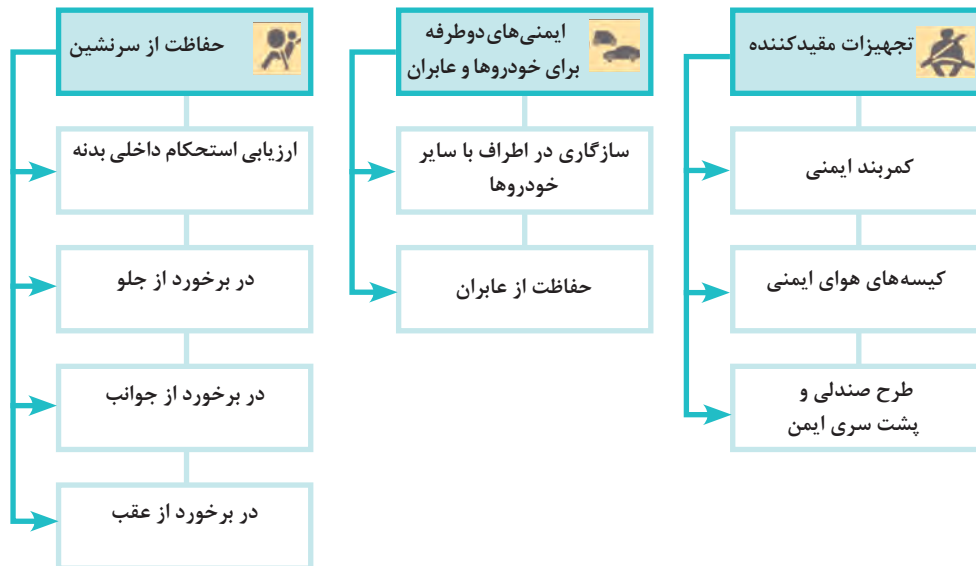 تجهیزات مقیدکننده
کمربند ایمنی
کیسه‌های هوای ایمنی
طرح صندلی و
پشت سری ایمن
ایمنی‌های دوطرفه
برای خودروها و عابران
سازگاری در اطراف با سایر
خودروها
حفاظت از عابران
حفاظت از سرنشین
ارزیابی استحکام داخلی بدنه
در برخورد از جلو
در برخورد از جوانب
در برخورد از عقب